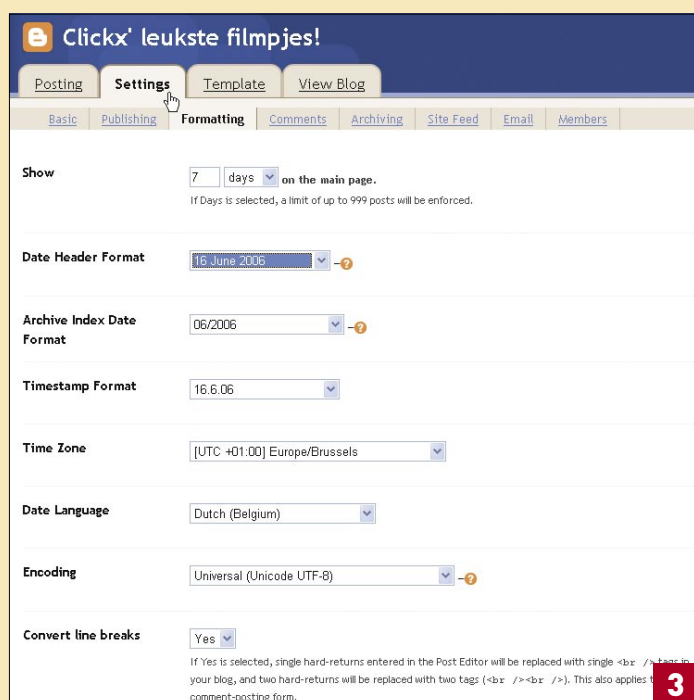 Clickx' leukste filmpjes!
Posting Settings Template View Blog
Basic Publishing Formatting Comments Archiving Site Feed Email Members
Show 7 days on the main page.
If Days is selected, a limit of up to 999 posts will be enforced.
Date Header Format 16 June 2006 –?
Archive Index Date
Format
06/2006 –?
Timestamp Format 16.6.06
Time Zone [UTC +01:00] Europe/Brussels
Date Language Dutch (Belgium)
Encoding Universal (Unicode UTF-8) –?
Convert line breaks Yes
If Yes is selected, single hard-returns entered in the Post Editor will be replaced with single <br /> tags in
your blog, and two hard-returns will be replaced with two tags (<br /><br />). This also applies
comment-posting form.
3